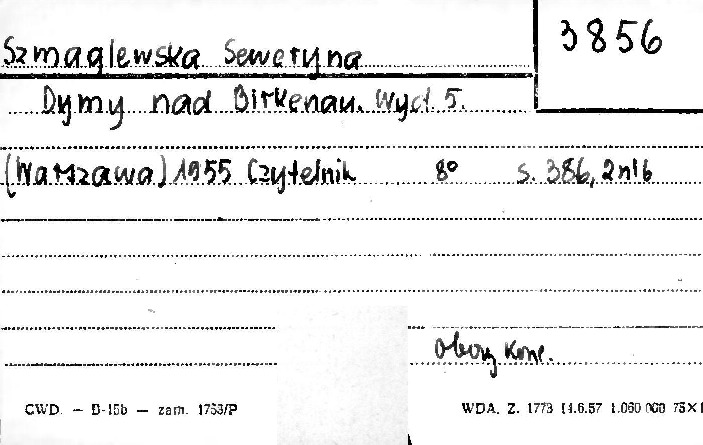 3856
Szmaglewska Seweryna
Dymy nad Birkenau. Wyd 5.
(Warszawa) 1955 Czytelnik 8° s. 386, 2 nlb
Obozy konc.
CWD. — B-15b — zam. 1753/P
WDA. Z. 1773 14.6.57 1.060 000 75×1